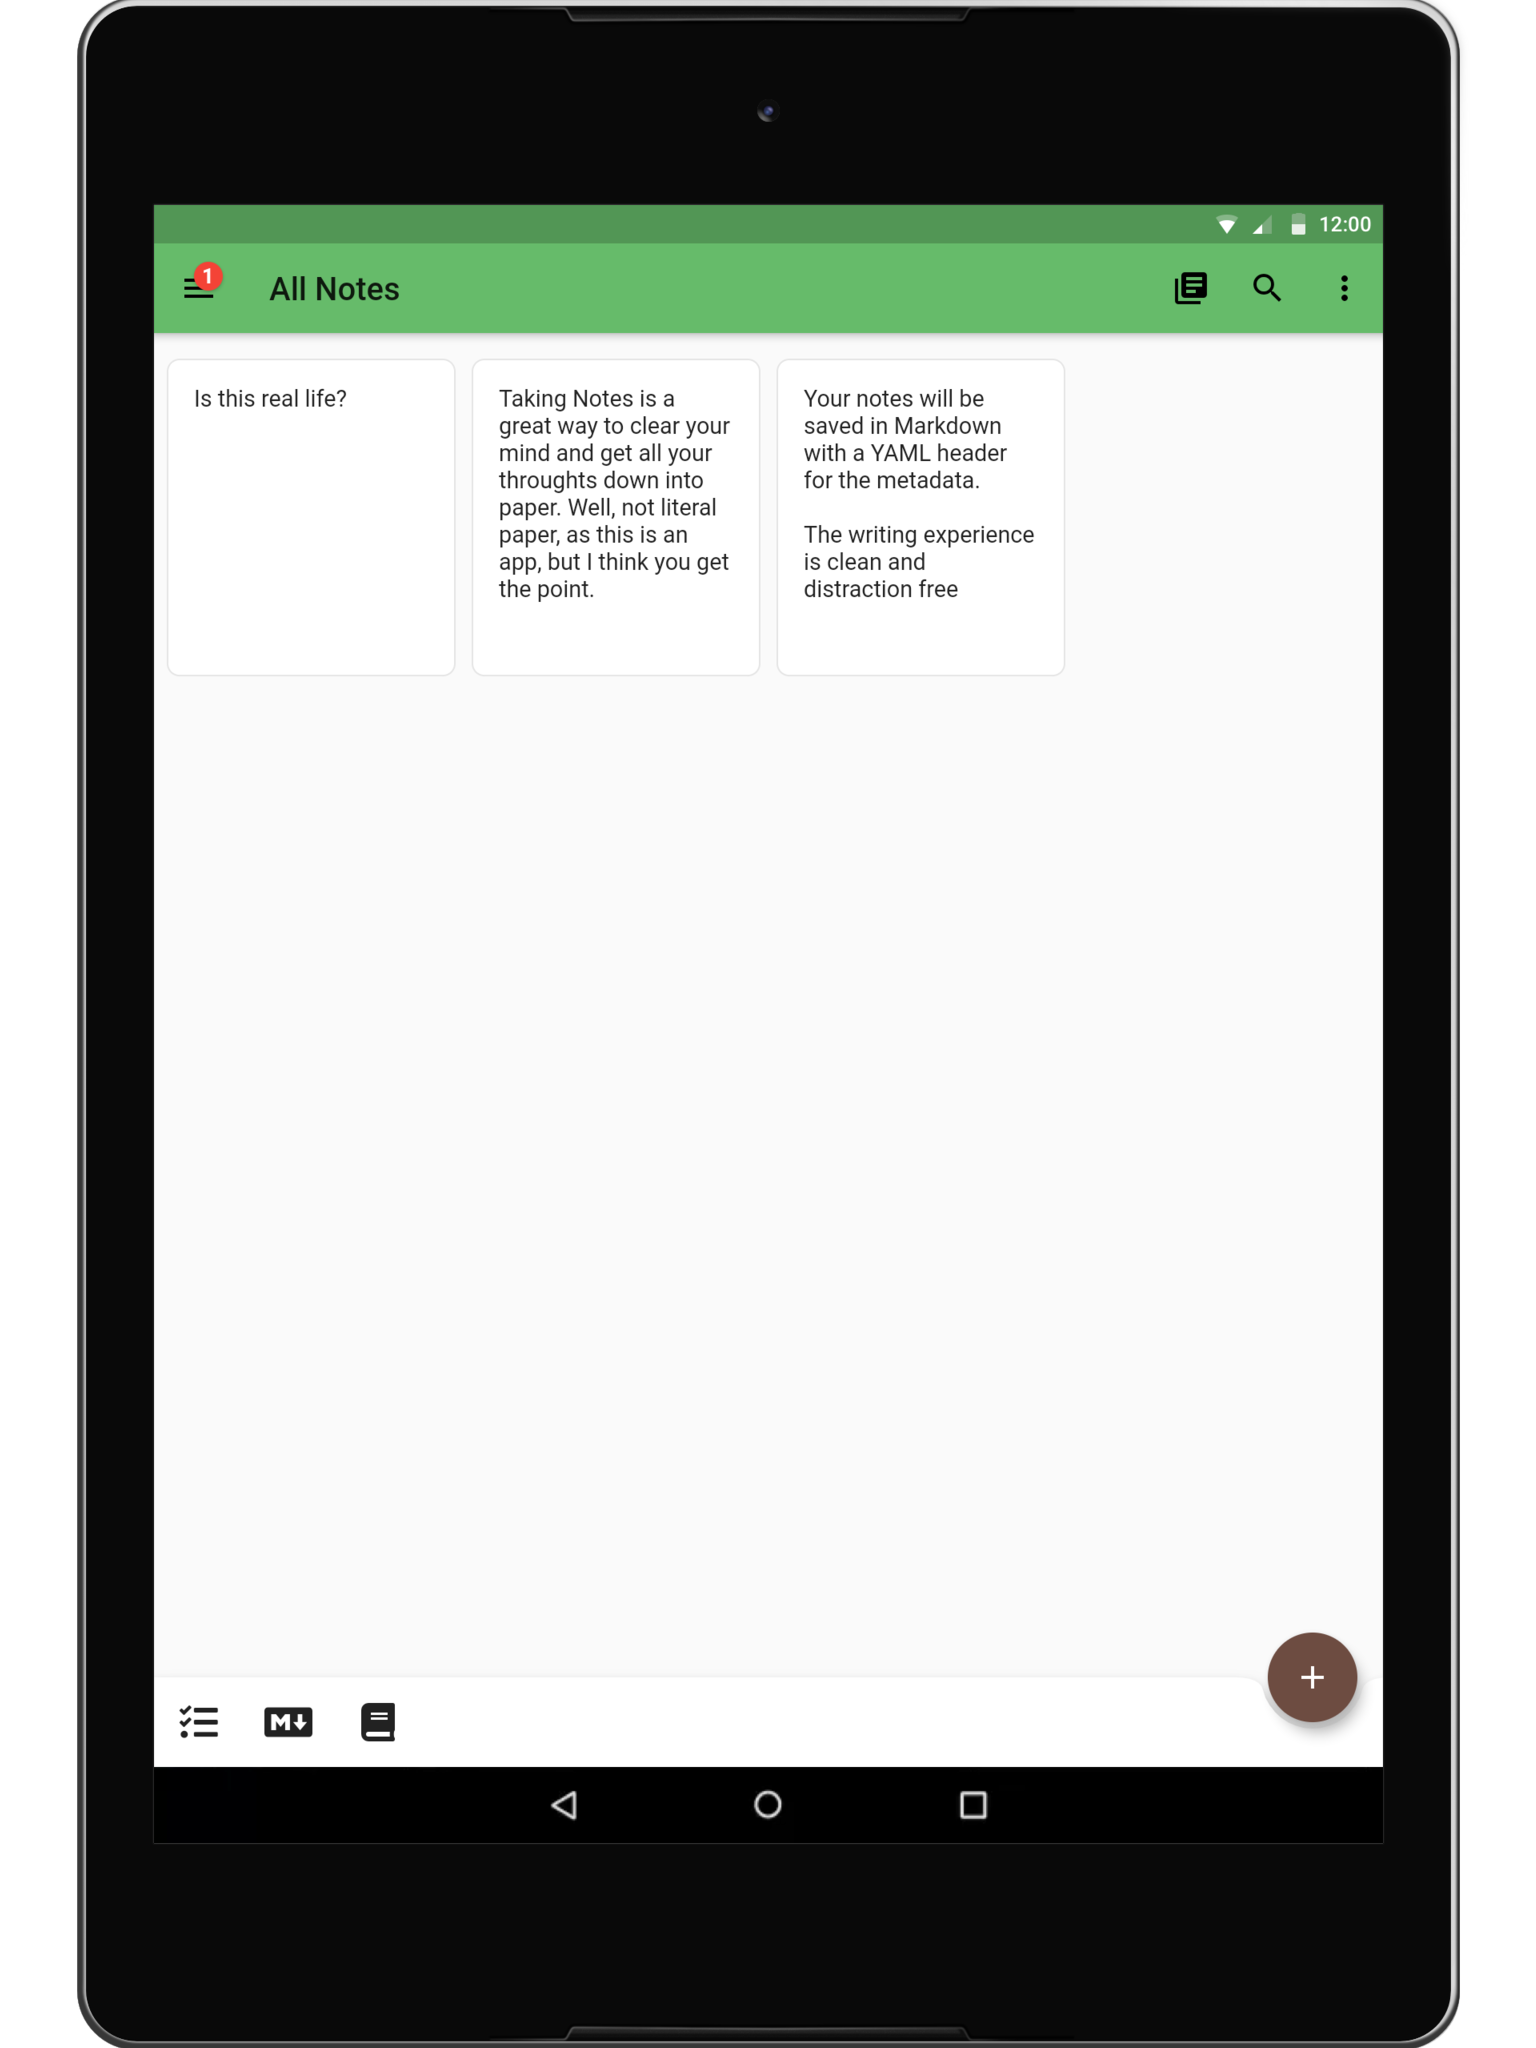 12:00
1
All Notes
Is this real life?
Taking Notes is a
great way to clear your
mind and get all your
throughts down into
paper. Well, not literal
paper, as this is an
app, but I think you get
the point.
Your notes will be
saved in Markdown
with a YAML header
for the metadata.
The writing experience
is clean and
distraction free
M